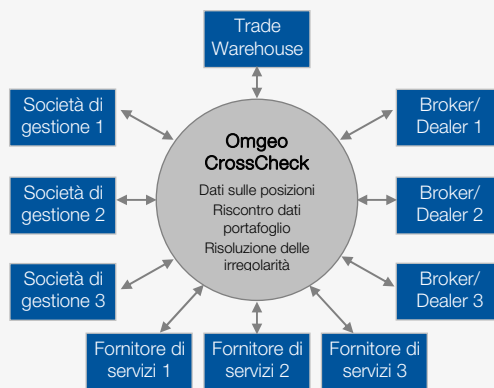 Trade
Warehouse
Società di
gestione 1
Broker/
Dealer 1
Omgeo
CrossCheck
Dati sulle posizioni
Riscontro dati
portafoglio
Risoluzione delle
irregolarità
Società di
gestione 2
Broker/
Dealer 2
Società di
gestione 3
Broker/
Dealer 3
Fornitore di
servizi 1
Fornitore di
servizi 2
Fornitore di
servizi 3